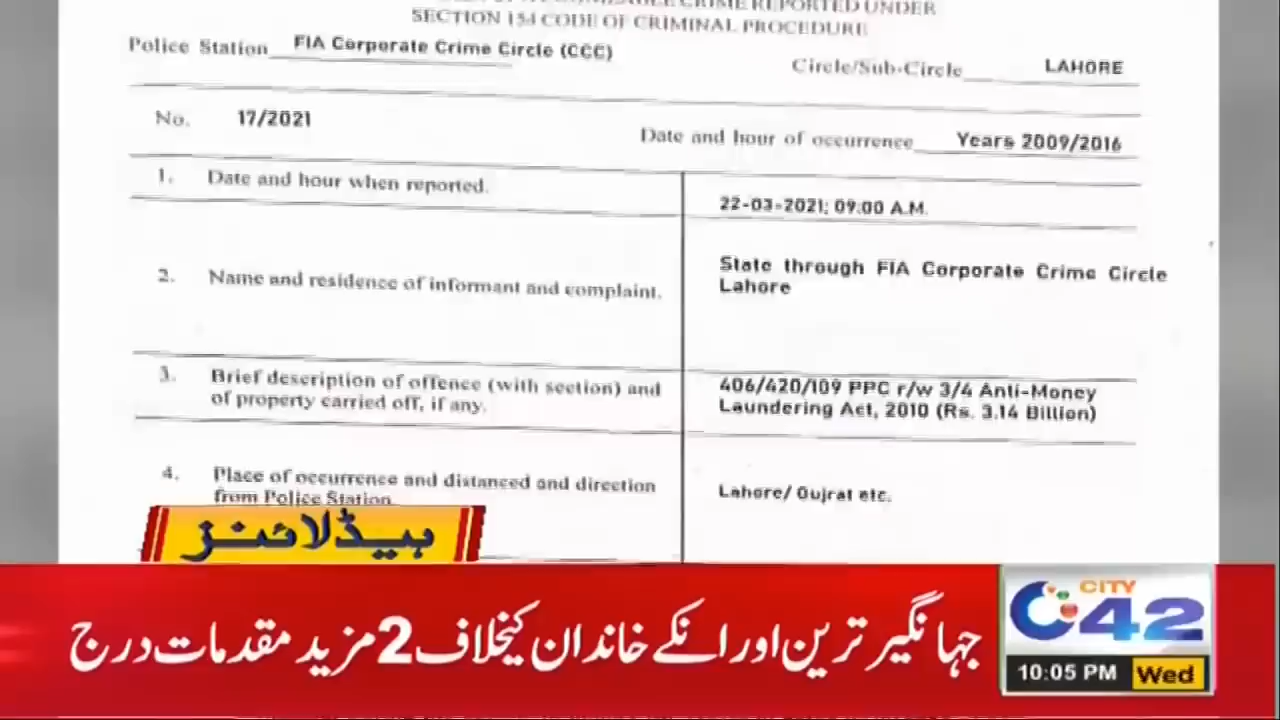 CRIME REPORTED UNDER
SECTION 154 CODE OF CRIMINAL PROCEDURE
Police Station FIA Corporate Crime Circle (CCC)
Circle/Sub-Circle LAHORE
No. 17/2021
Date and hour of occurrence Years 2009/2016
1. Date and hour when reported.
22-03-2021; 09:00 A.M.
2. Name and residence of informant and complaint.
State through FIA Corporate Crime Circle
Lahore
3. Brief description of offence (with section) and
of property carried off, if any.
406/420/109 PPC r/w 3/4 Anti-Money
Laundering Act, 2010 (Rs. 3.14 Billion)
4. Place of occurrence and distanced and direction
from Police Station
Lahore/ Gujrat etc.
ہیڈلائنز
جہانگیر ترین اور انکے خاندان کیخلاف 2 مزید مقدمات درج
CITY
42
10:05 PM Wed